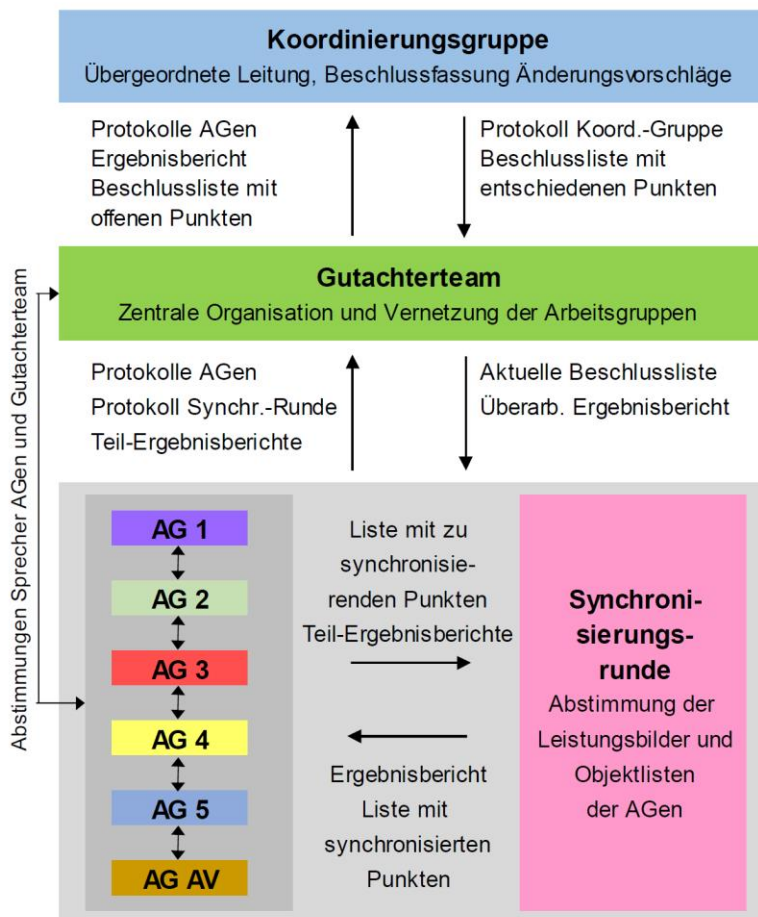 Koordinierungsgruppe
Übergeordnete Leitung, Beschlussfassung Änderungsvorschläge
Protokolle AGen
Ergebnisbericht
Beschlussliste mit
offenen Punkten
Protokoll Koord.-Gruppe
Beschlussliste mit
entschiedenen Punkten
Gutachterteam
Zentrale Organisation und Vernetzung der Arbeitsgruppen
Abstimmungen Sprecher AGen und Gutachterteam
Protokolle AGen
Protokoll Synchr.-Runde
Teil-Ergebnisberichte
Aktuelle Beschlussliste
Überarb. Ergebnisbericht
AG 1
AG 2
AG 3
AG 4
AG 5
AG AV
Liste mit zu
synchronisie-
renden Punkten
Teil-Ergebnisberichte
Ergebnisbericht
Liste mit
synchronisierten
Punkten
Synchroni-
sierungs-
runde
Abstimmung der
Leistungsbilder und
Objektlisten
der AGen